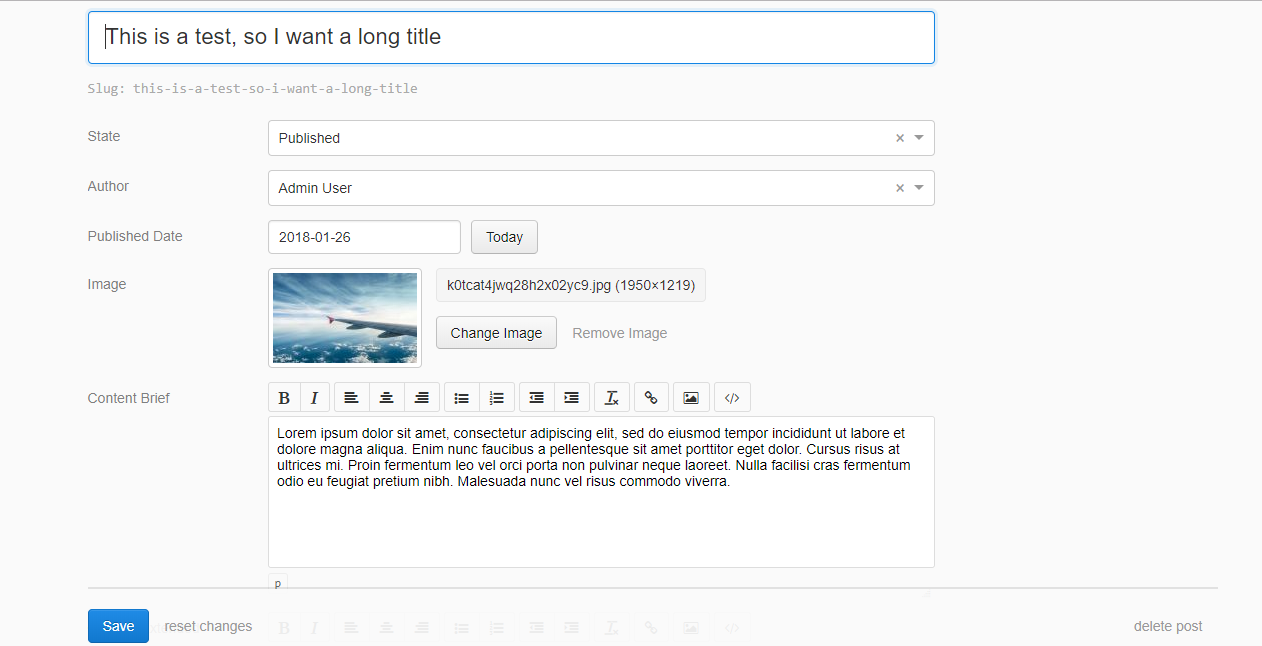 This is a test, so I want a long title
Slug: this-is-a-test-so-i-want-a-long-title
State
Published
Author
Admin User
Published Date
2018-01-26
Today
Image
k0tcat4jwq28h2x02yc9.jpg (1950×1219)
Change Image
Remove Image
Content Brief
B I
Lorem ipsum dolor sit amet, consectetur adipiscing elit, sed do eiusmod tempor incididunt ut labore et
dolore magna aliqua. Enim nunc faucibus a pellentesque sit amet porttitor eget dolor. Cursus risus at
ultrices mi. Proin fermentum leo vel orci porta non pulvinar neque laoreet. Nulla facilisi cras fermentum
odio eu feugiat pretium nibh. Malesuada nunc vel risus commodo viverra.
p
Save
reset changes
B I
delete post